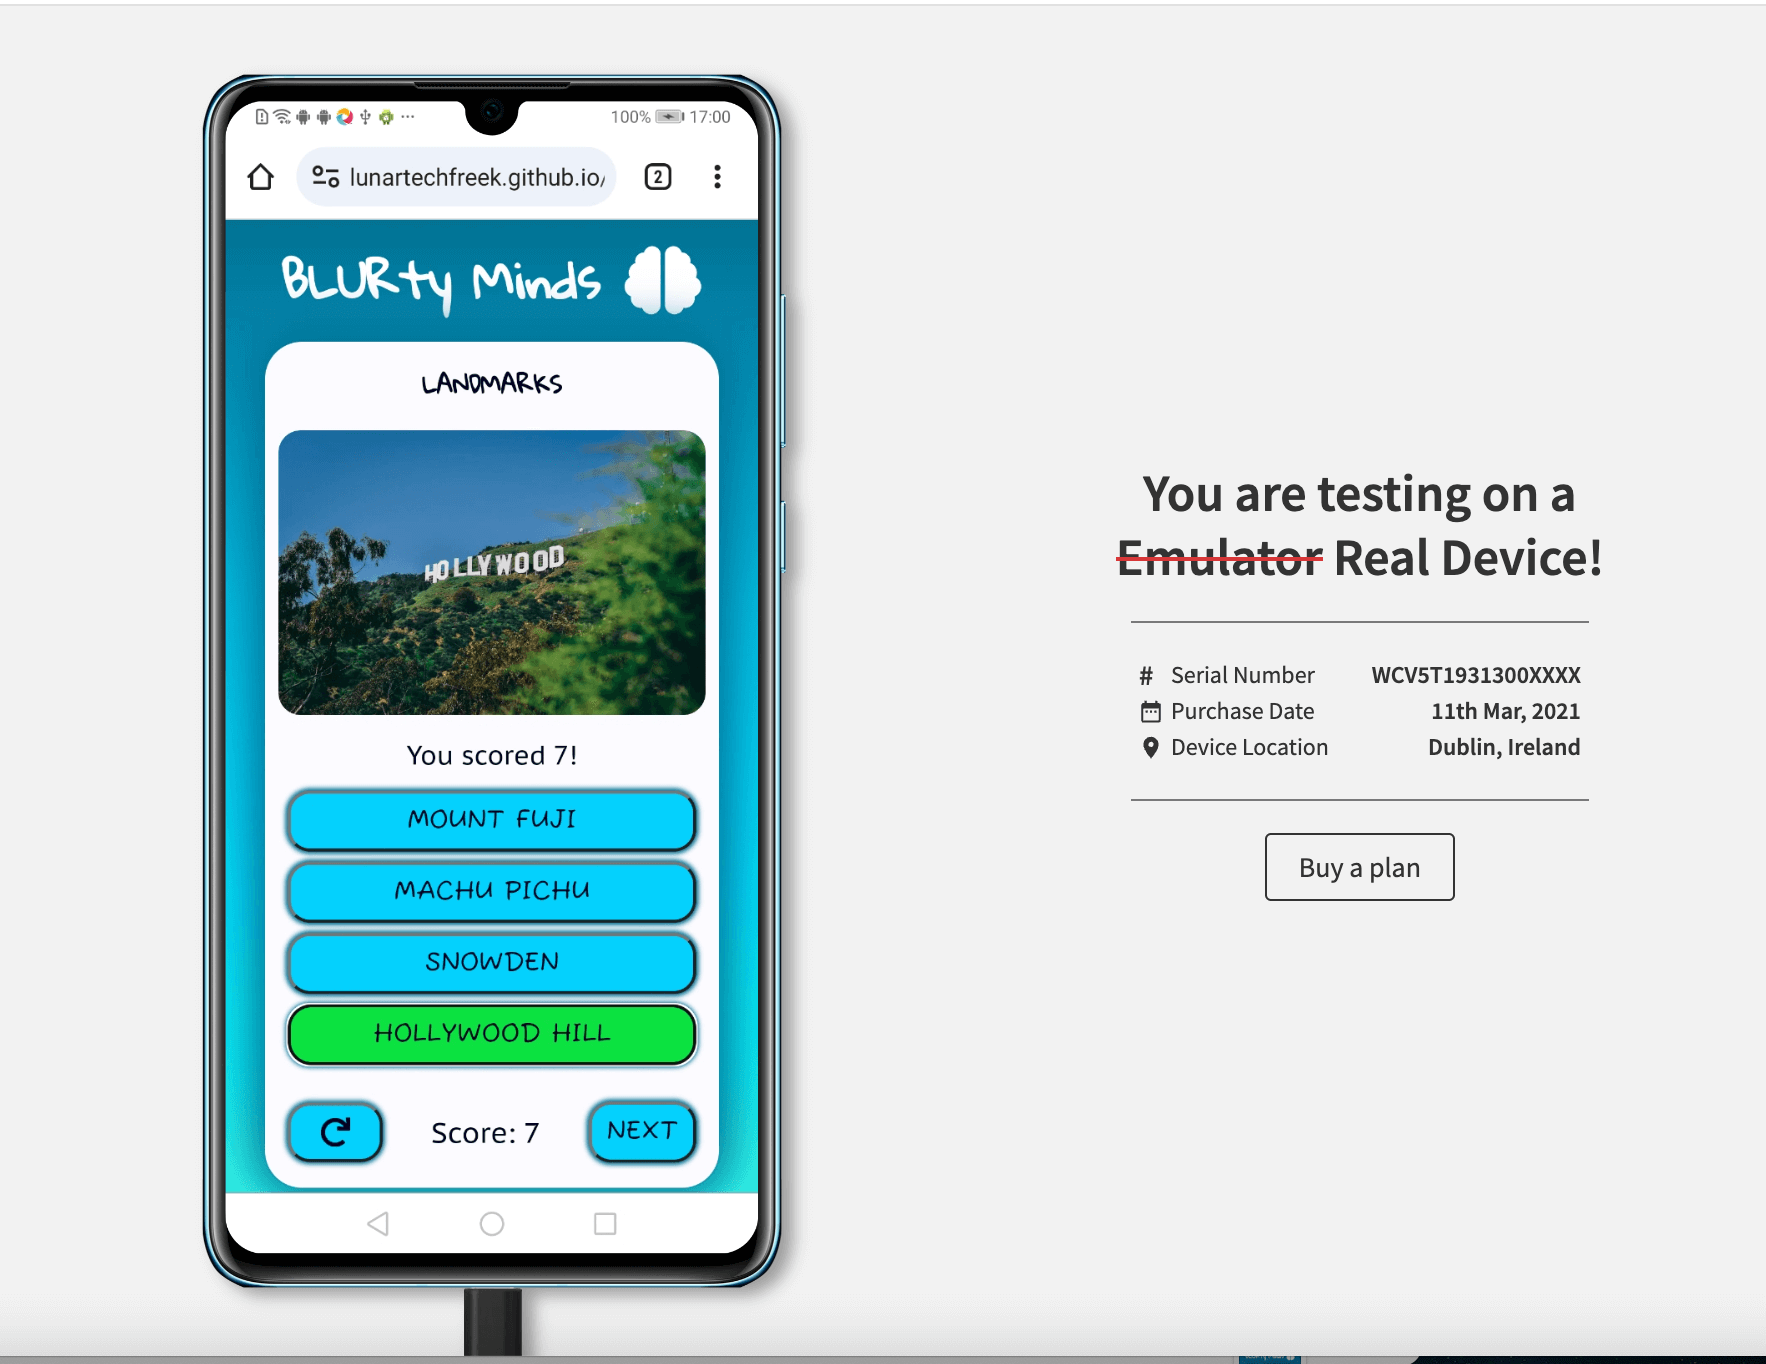 100% 17:00
lunartechfreek.github.io/
2
BLURty Minds
LANDMARKS
HOLLYWOOD
You scored 7!
MOUNT FUJI
MACHU PICHU
SNOWDEN
HOLLYWOOD HILL
Score: 7
NEXT
You are testing on a
Emulator Real Device!
# Serial Number WCV5T1931300XXXX
Purchase Date 11th Mar, 2021
Device Location Dublin, Ireland
Buy a plan